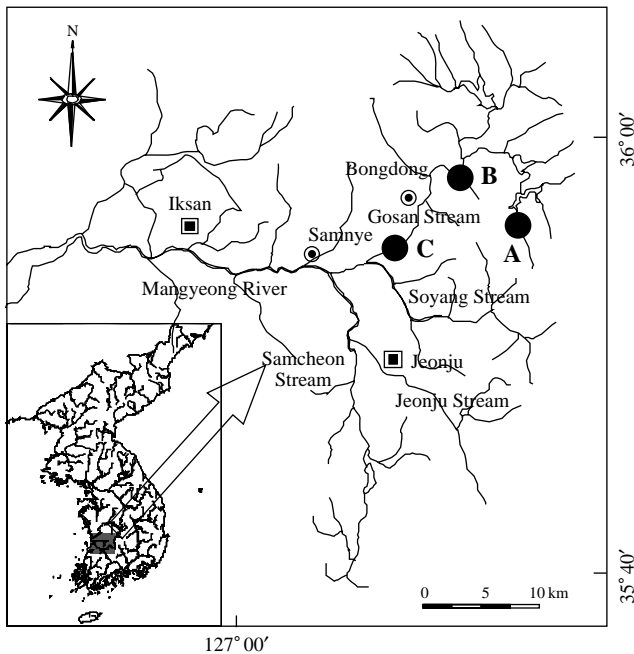 N
36° 00′
Bongdong
B
Iksan
Gosan Stream
Samnye
A
C
Mangyeong River
Soyang Stream
Samcheon
Stream
Jeonju
Jeonju Stream
0 5 10 km
35° 40′
127° 00′